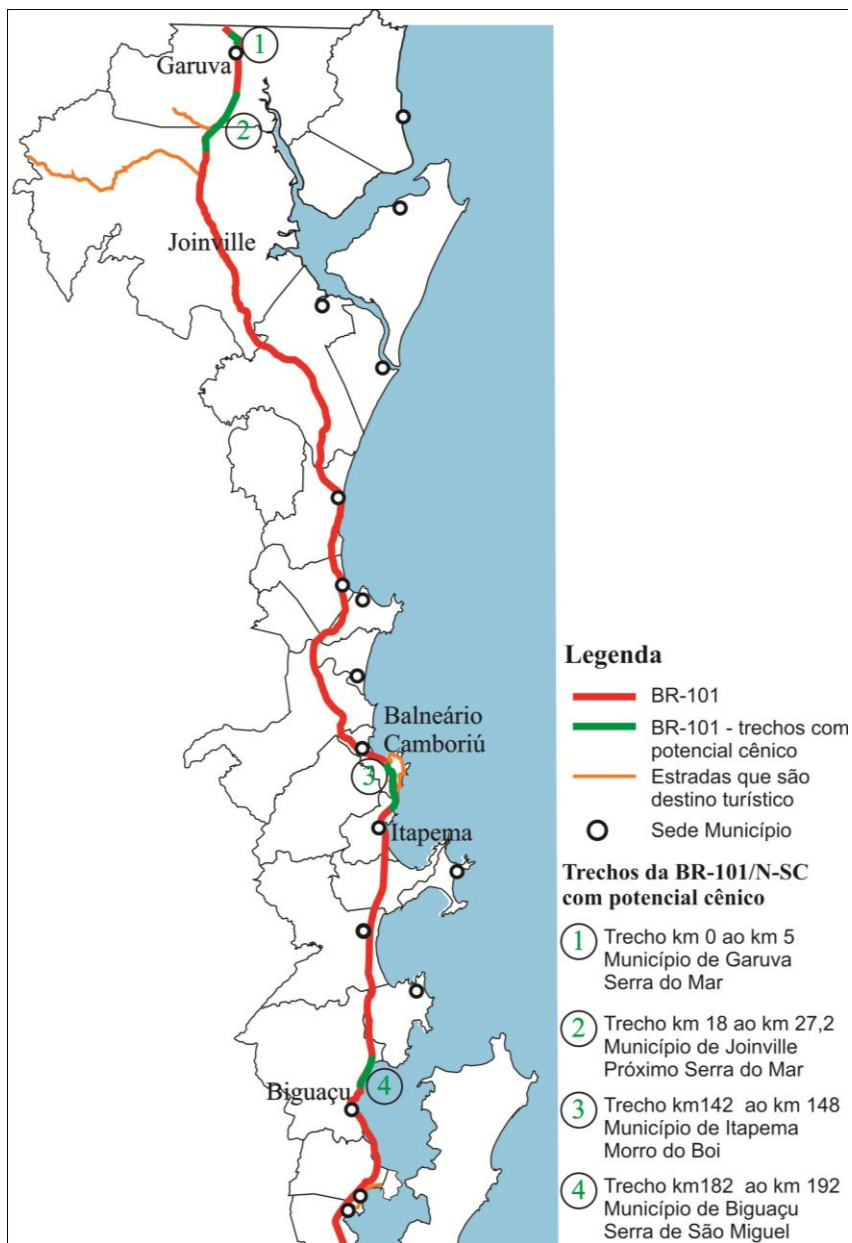 1
Garuva
2
Joinville
Balneário
Camboriú
3
Itapema
4
Biguaçu
Legenda
BR-101
BR-101 - trechos com
potencial cênico
Estradas que são
destino turístico
Sede Município
Trechos da BR-101/N-SC
com potencial cênico
1 Trecho km 0 ao km 5
Município de Garuva
Serra do Mar
2 Trecho km 18 ao km 27,2
Município de Joinville
Próximo Serra do Mar
3 Trecho km142 ao km 148
Município de Itapema
Morro do Boi
4 Trecho km182 ao km 192
Município de Biguaçu
Serra de São Miguel